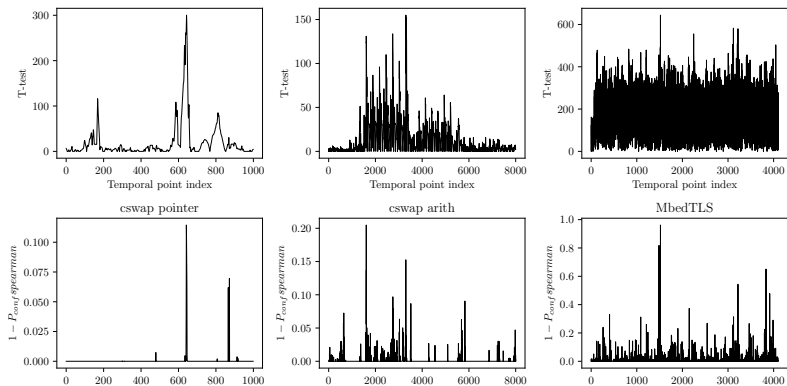 300
200
100
0
T-test
0 200 400 600 800 1000
Temporal point index
150
100
50
0
T-test
0 2000 4000 6000 8000
Temporal point index
600
400
200
0
T-test
0 1000 2000 3000 4000
Temporal point index
cswap pointer
0.100
0.075
0.050
0.025
0.000
1 − P_conf spearman
0 200 400 600 800 1000
cswap arith
0.20
0.15
0.10
0.05
0.00
1 − P_conf spearman
0 2000 4000 6000 8000
MbedTLS
1.0
0.8
0.6
0.4
0.2
0.0
1 − P_conf spearman
0 1000 2000 3000 4000